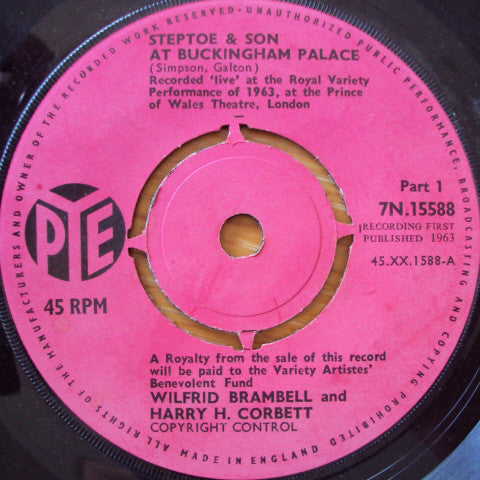 STEPTOE & SON
AT BUCKINGHAM PALACE
(Simpson, Galton)
Recorded 'live' at the Royal Variety
Performance of 1963, at the Prince
of Wales Theatre, London
PYE
45 RPM
Part 1
7N.15588
RECORDING FIRST
PUBLISHED 1963
45.XX.1588-A
A Royalty from the sale of this record
will be paid to the Variety Artistes'
Benevolent Fund
WILFRID BRAMBELL and
HARRY H. CORBETT
COPYRIGHT CONTROL
ALL RIGHTS OF THE MANUFACTURERS AND OWNER OF THE RECORDED WORK RESERVED · UNAUTHORIZED PUBLIC PERFORMANCE, BROADCASTING AND COPYING PROHIBITED
MADE IN ENGLAND